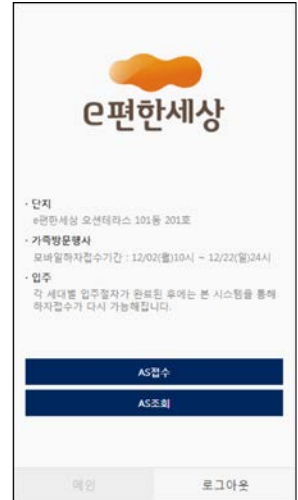 e편한세상
· 단지
e편한세상 오션테라스 101동 201호
· 가족방문행사
모바일하자접수기간 : 12/02(월)10시 ~ 12/22(일)24시
· 입주
각 세대별 입주절차가 완료된 후에는 본 시스템을 통해
하자접수가 다시 가능해집니다.
AS접수
AS조회
메인
로그아웃